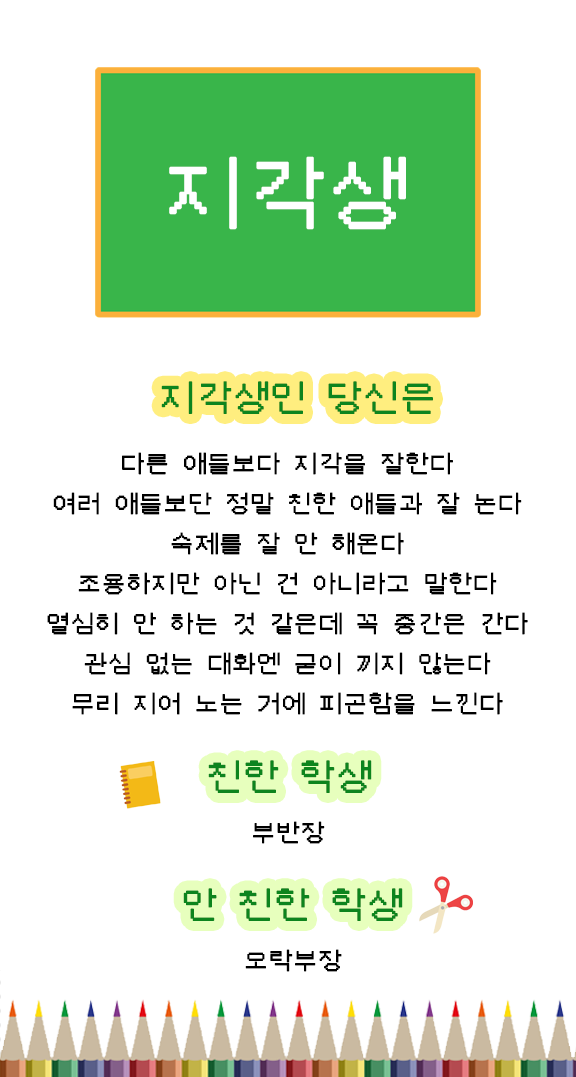 지각생
지각생인 당신은
다른 애들보다 지각을 잘한다
여러 애들보단 정말 친한 애들과 잘 논다
숙제를 잘 안 해온다
조용하지만 아닌 건 아니라고 말한다
열심히 안 하는 것 같은데 꼭 중간은 간다
관심 없는 대화엔 굳이 끼지 않는다
무리 지어 노는 거에 피곤함을 느낀다
친한 학생
부반장
안 친한 학생
오락부장